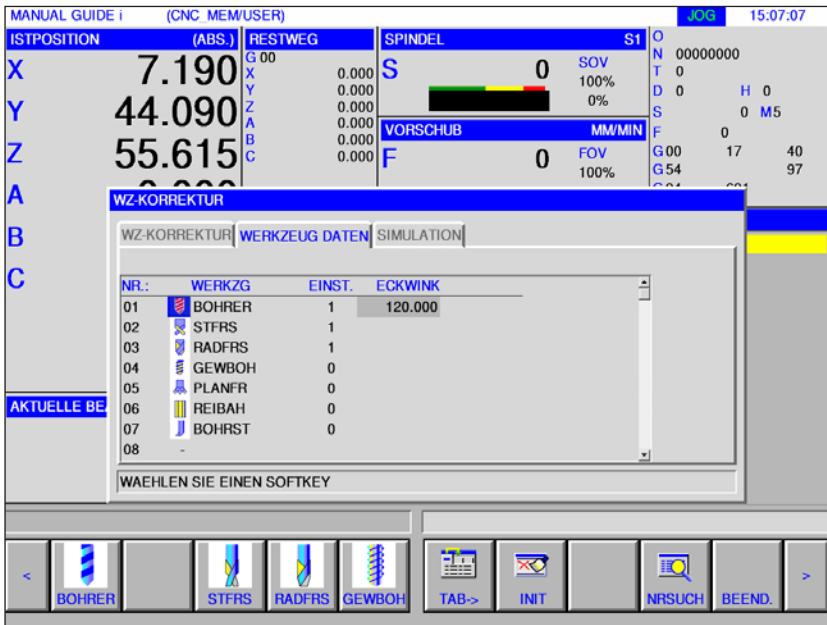 MANUAL GUIDE i (CNC_MEM/USER) JOG 15:07:07
ISTPOSITION (ABS.)
X 7.190
Y 44.090
Z 55.615
A
B
C
RESTWEG
G 00
X 0.000
Y 0.000
Z 0.000
A 0.000
B 0.000
C 0.000
SPINDEL S1
S 0 SOV
100%
0%
VORSCHUB MM/MIN
F 0 FOV
100%
O
N 00000000
T 0
D 0 H 0
S 0 M5
F 0
G 00 17 40
G 54 97
WZ-KORREKTUR
WZ-KORREKTUR WERKZEUG DATEN SIMULATION
NR.: WERKZG EINST. ECKWINK
01 BOHRER 1 120.000
02 STFRS 1
03 RADFRS 1
04 GEWBOH 0
05 PLANFR 0
06 REIBAH 0
07 BOHRST 0
08 -
WAEHLEN SIE EINEN SOFTKEY
AKTUELLE BE
< BOHRER STFRS RADFRS GEWBOH TAB-> INIT NRSUCH BEEND. >